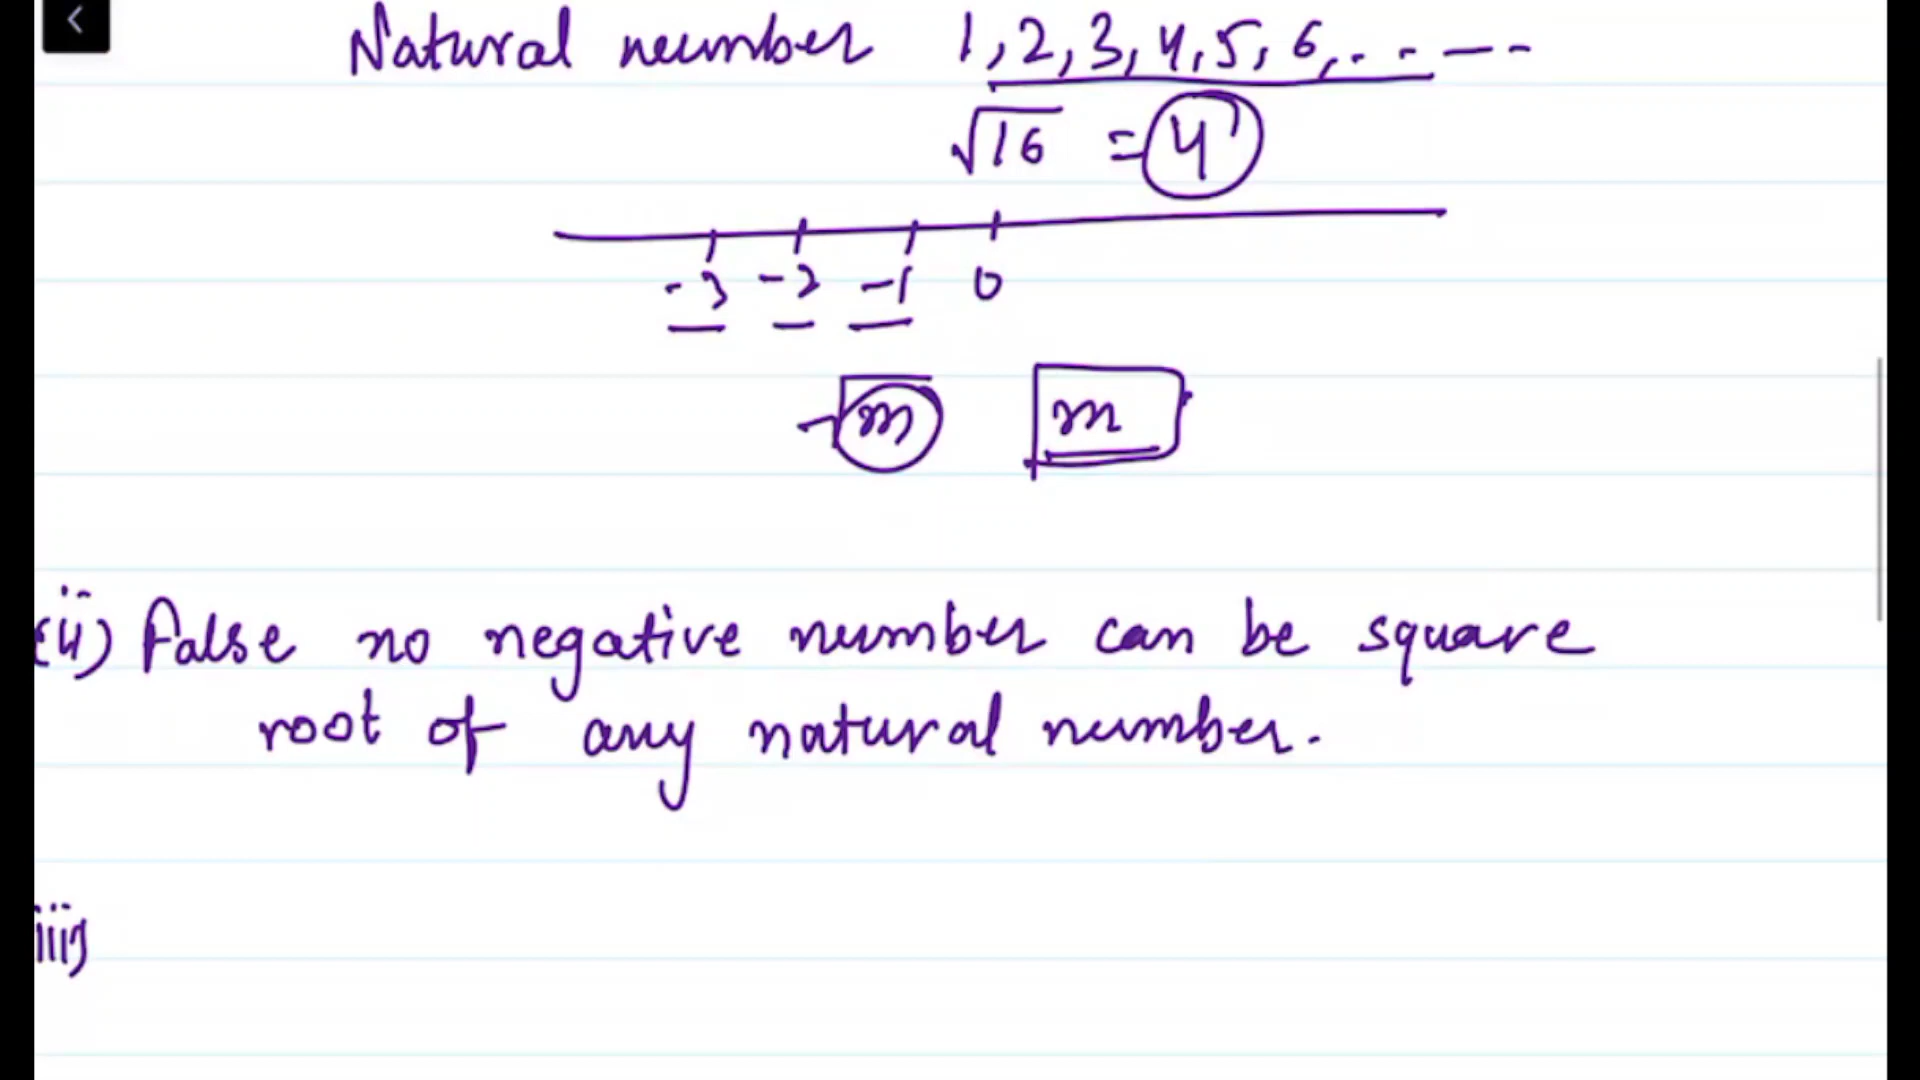 Natural number 1, 2, 3, 4, 5, 6, . . - - -
√16 = 4
-3 -2 -1 0
√m m
(ii) False no negative number can be square
root of any natural number.
iii)